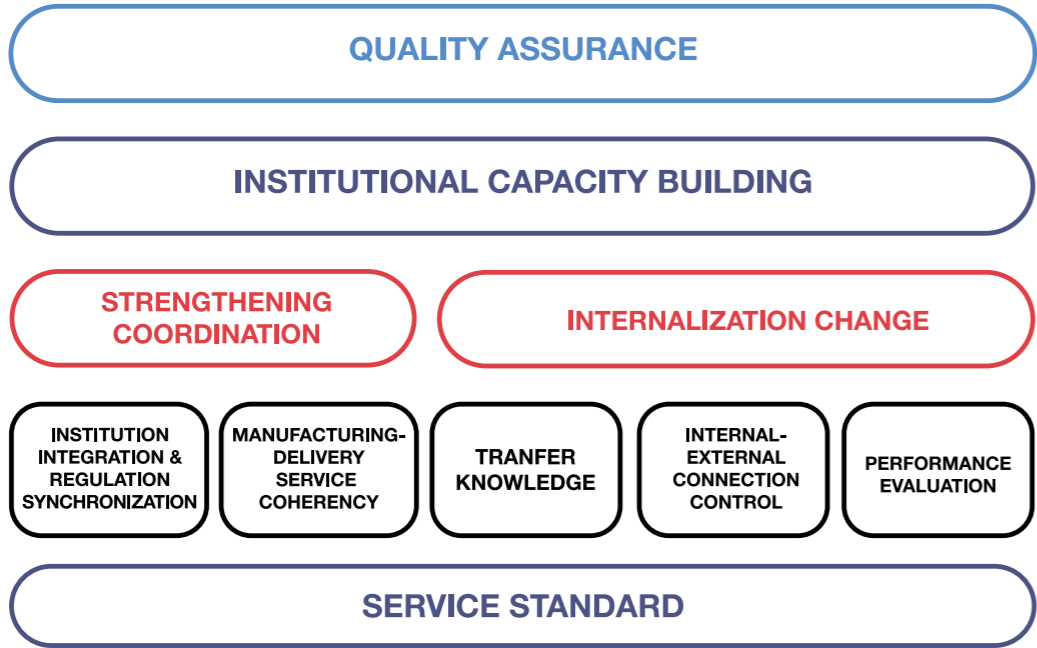 QUALITY ASSURANCE
INSTITUTIONAL CAPACITY BUILDING
STRENGTHENING
COORDINATION
INTERNALIZATION CHANGE
INSTITUTION
INTEGRATION &
REGULATION
SYNCHRONIZATION
MANUFACTURING-
DELIVERY
SERVICE
COHERENCY
TRANFER
KNOWLEDGE
INTERNAL-
EXTERNAL
CONNECTION
CONTROL
PERFORMANCE
EVALUATION
SERVICE STANDARD